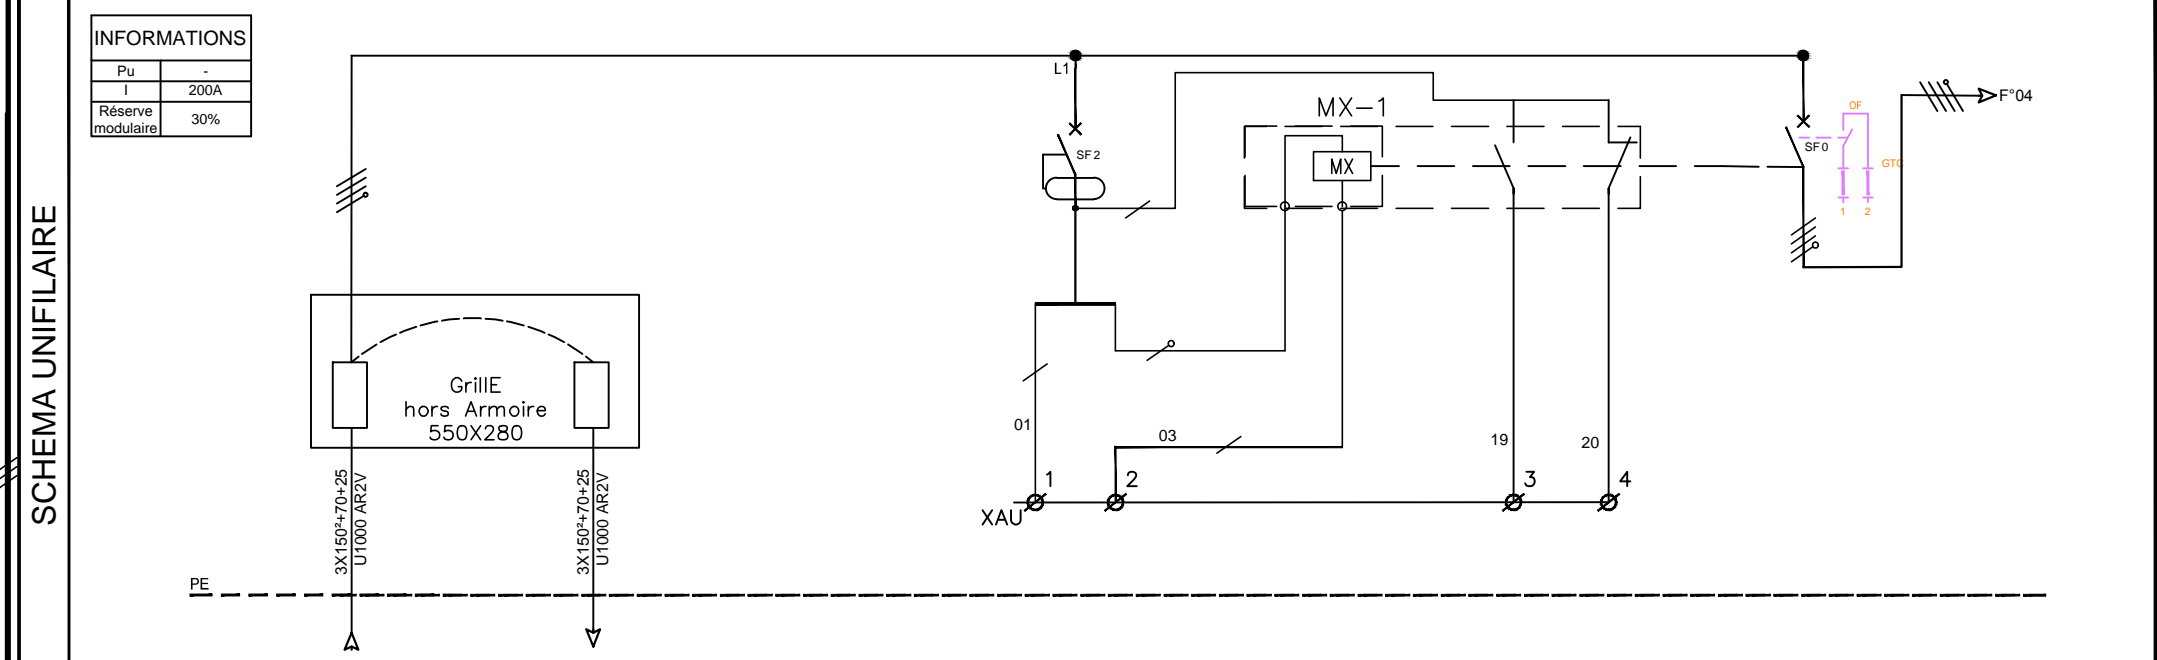 INFORMATIONS
Pu -
I 200A
Réserve
modulaire 30%
SCHEMA UNIFILAIRE
L1
SF2
MX-1
MX
SF0
OF
GTC
1 2
F°04
GrillE
hors Armoire
550X280
01
03
19
20
1
2
3
4
XAU
3X150²+70+25
U1000 AR2V
3X150²+70+25
U1000 AR2V
PE